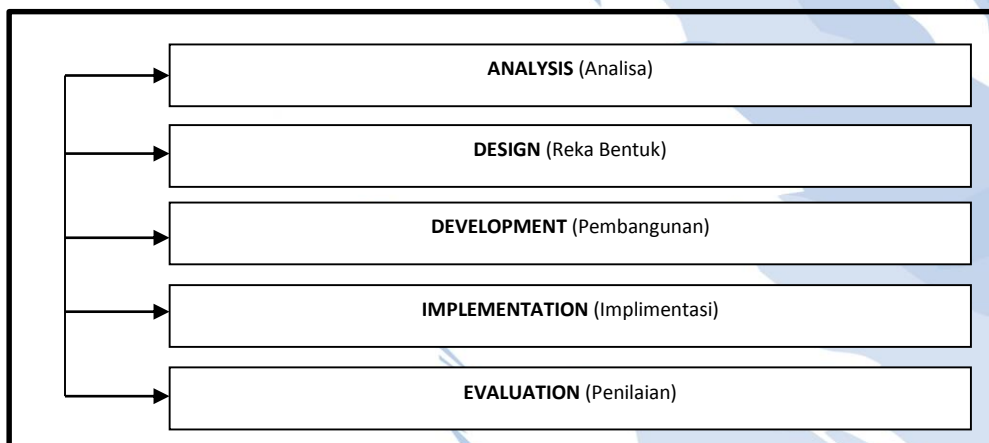 ANALYSIS (Analisa)
DESIGN (Reka Bentuk)
DEVELOPMENT (Pembangunan)
IMPLEMENTATION (Implimentasi)
EVALUATION (Penilaian)